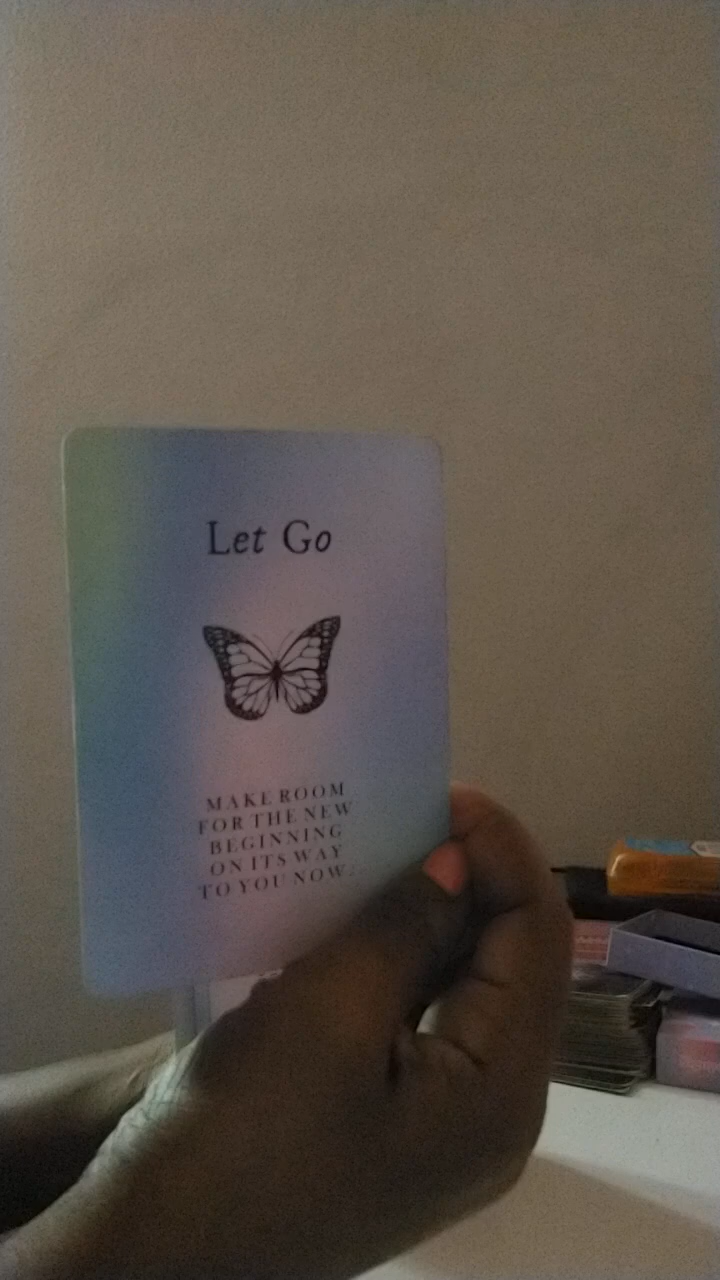 Let Go
MAKE ROOM
FOR THE NEW
BEGINNING
ON ITS WAY
TO YOU NOW.